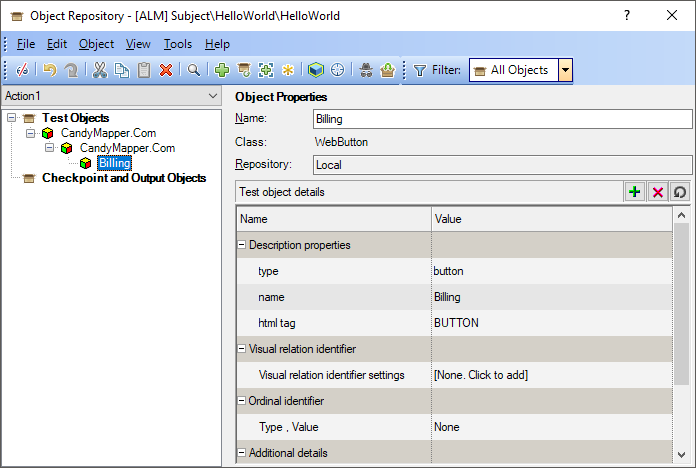 Object Repository - [ALM] Subject\HelloWorld\HelloWorld
File Edit Object View Tools Help
Filter: All Objects
Action1
Test Objects
CandyMapper.Com
CandyMapper.Com
Billing
Checkpoint and Output Objects
Object Properties
Name: Billing
Class: WebButton
Repository: Local
Test object details
Name Value
Description properties
type button
name Billing
html tag BUTTON
Visual relation identifier
Visual relation identifier settings [None. Click to add]
Ordinal identifier
Type , Value None
Additional details